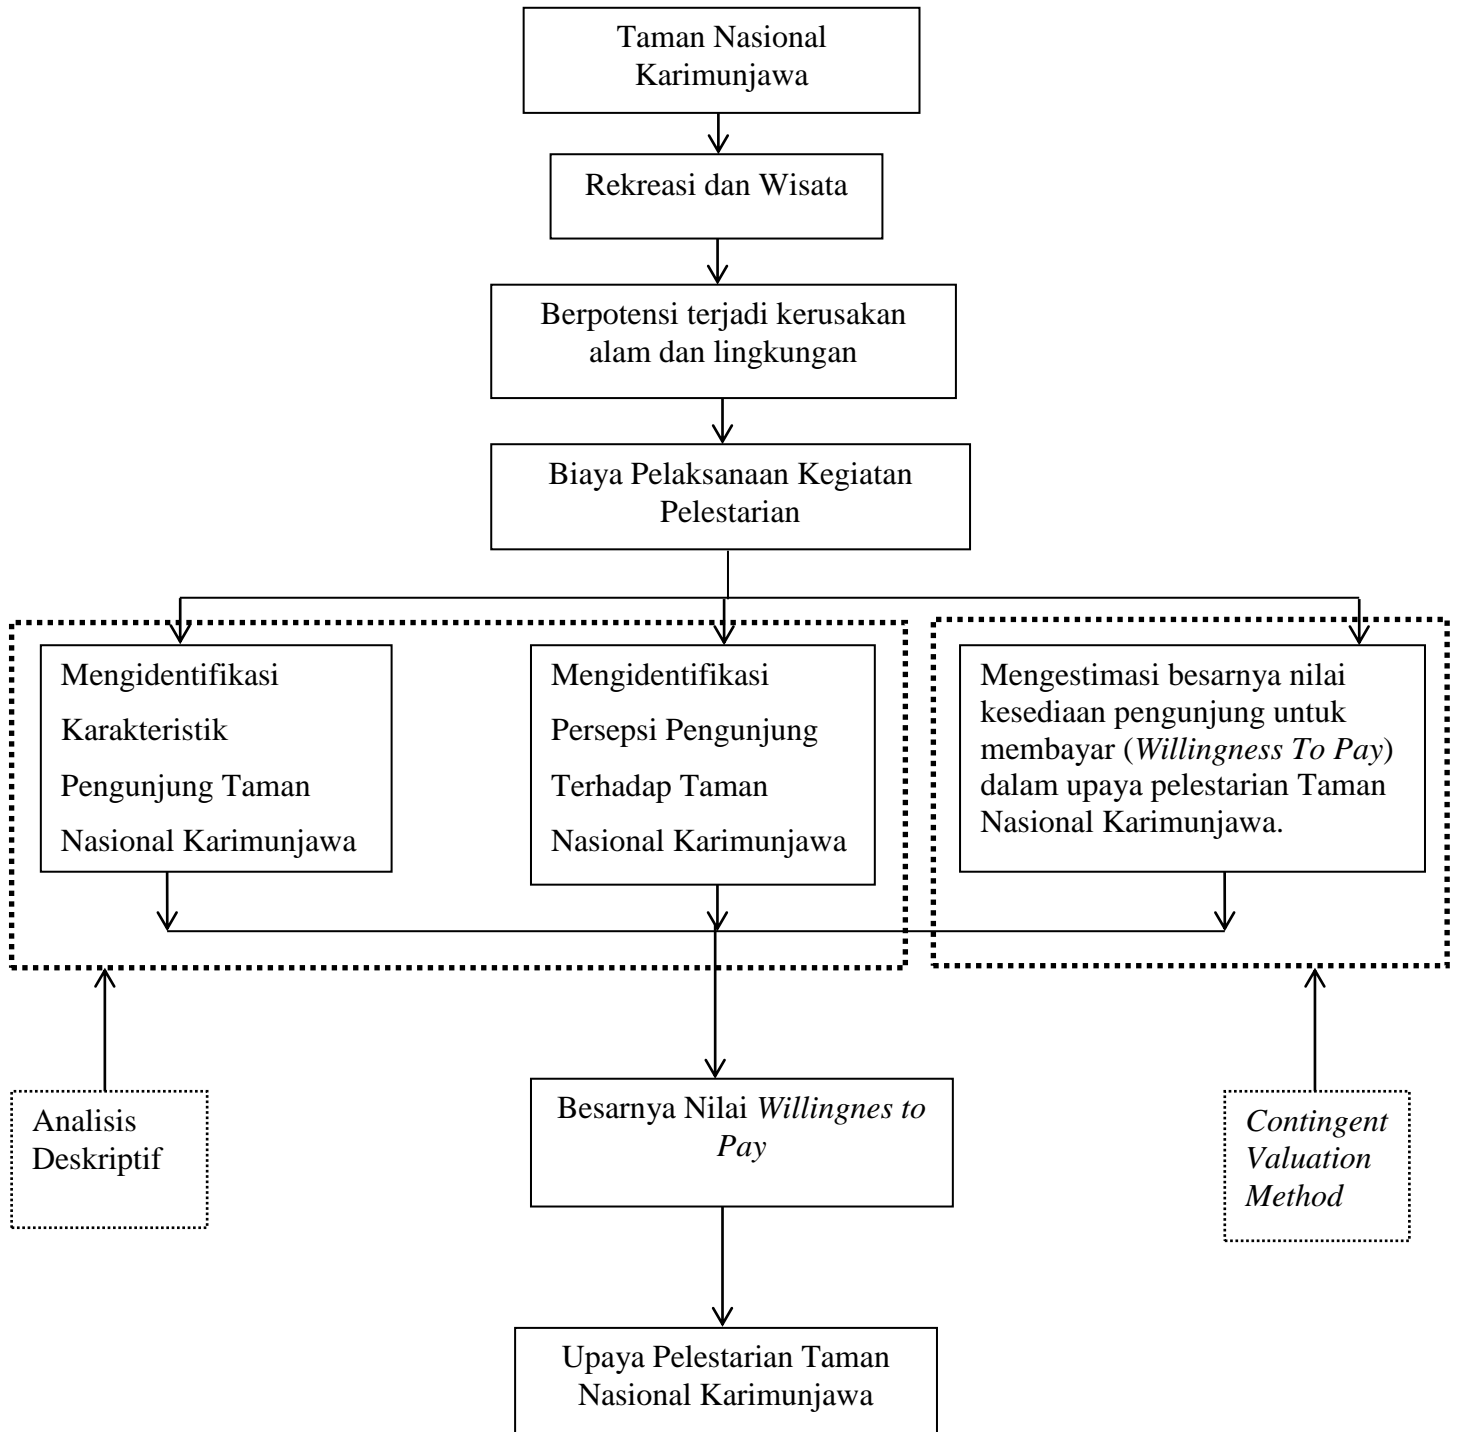 Taman Nasional
Karimunjawa
Rekreasi dan Wisata
Berpotensi terjadi kerusakan
alam dan lingkungan
Biaya Pelaksanaan Kegiatan
Pelestarian
Mengidentifikasi
Karakteristik
Pengunjung Taman
Nasional Karimunjawa
Mengidentifikasi
Persepsi Pengunjung
Terhadap Taman
Nasional Karimunjawa
Mengestimasi besarnya nilai
kesediaan pengunjung untuk
membayar (Willingness To Pay)
dalam upaya pelestarian Taman
Nasional Karimunjawa.
Analisis
Deskriptif
Besarnya Nilai Willingnes to
Pay
Contingent
Valuation
Method
Upaya Pelestarian Taman
Nasional Karimunjawa